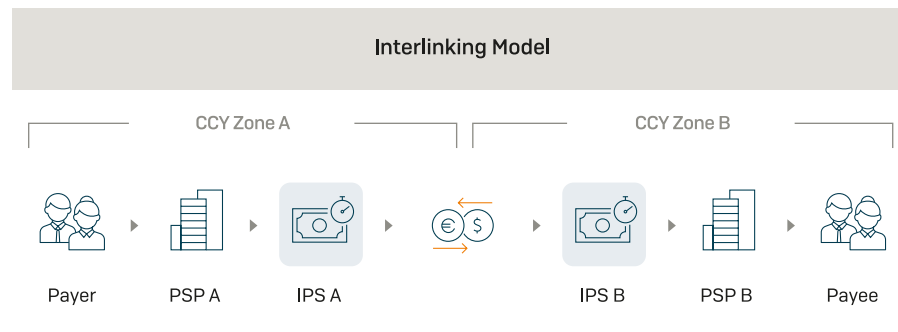 Interlinking Model
CCY Zone A
CCY Zone B
€ $
Payer
PSP A
IPS A
IPS B
PSP B
Payee